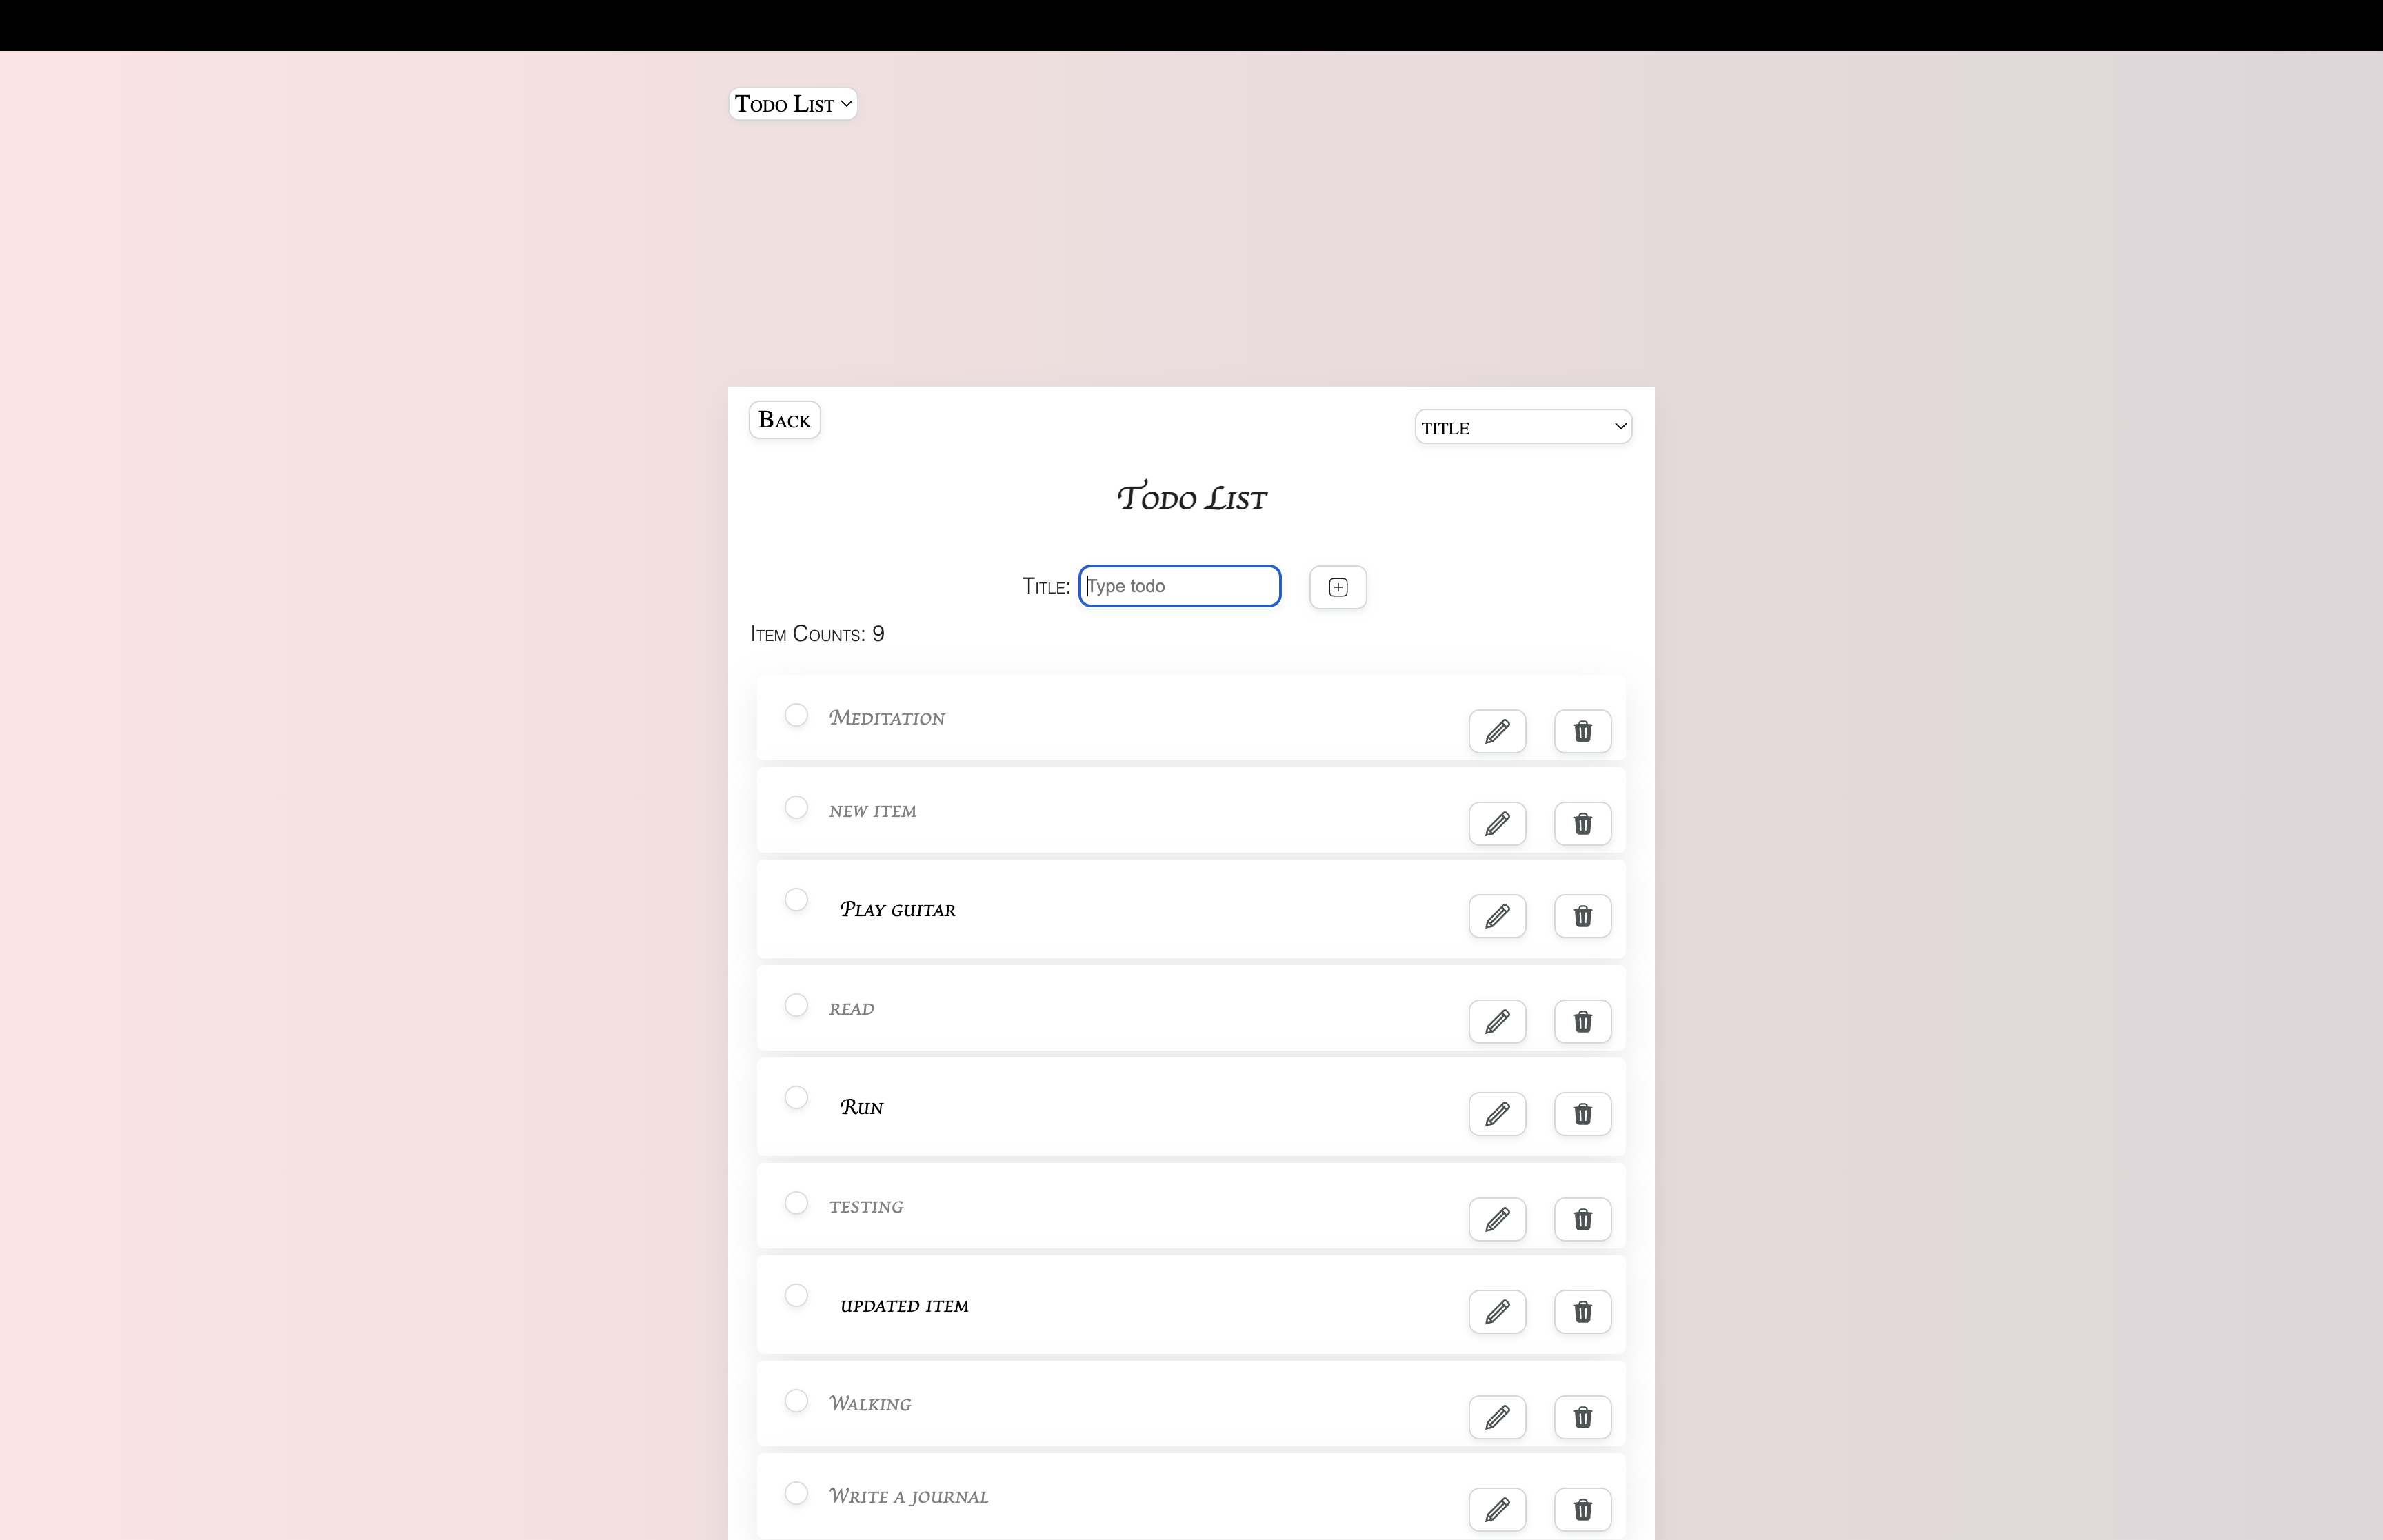 Todo List
Back
TITLE
Todo List
Title: Type todo
Item Counts: 9
Meditation
new item
Play guitar
read
Run
testing
updated item
Walking
Write a journal